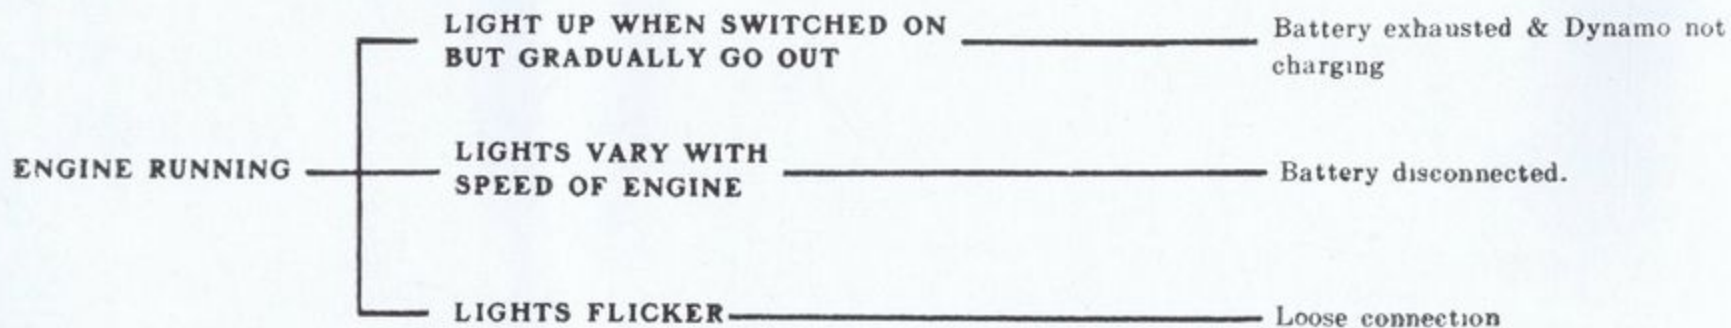 LIGHT UP WHEN SWITCHED ON
BUT GRADUALLY GO OUT
Battery exhausted & Dynamo not
charging
ENGINE RUNNING
LIGHTS VARY WITH
SPEED OF ENGINE
Battery disconnected.
LIGHTS FLICKER
Loose connection